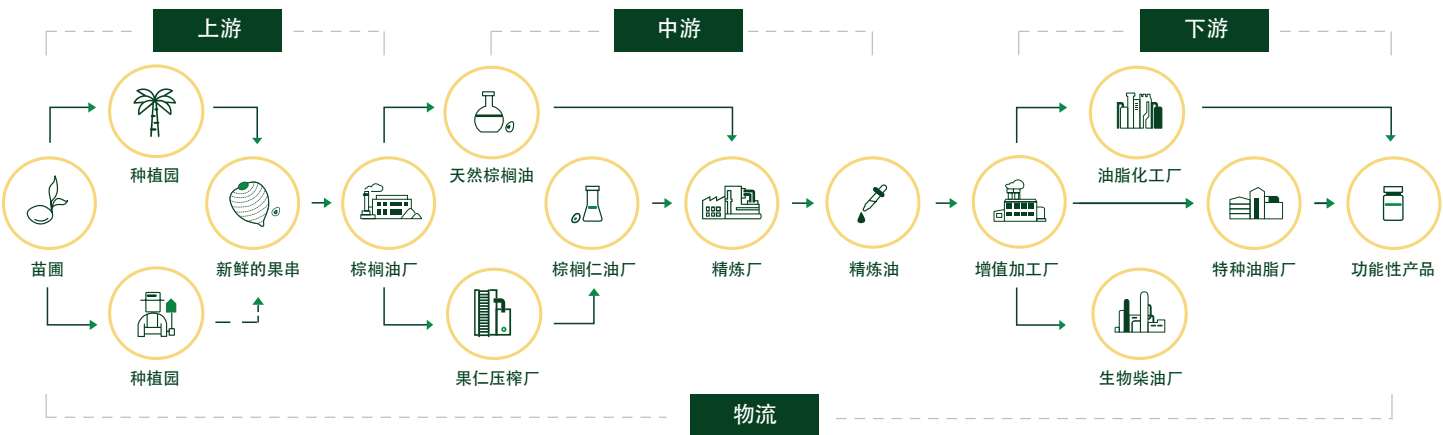 上游
中游
下游
种植园
天然棕榈油
油脂化工厂
苗圃
新鲜的果串
棕榈油厂
棕榈仁油厂
精炼厂
精炼油
增值加工厂
特种油脂厂
功能性产品
种植园
果仁压榨厂
生物柴油厂
物流